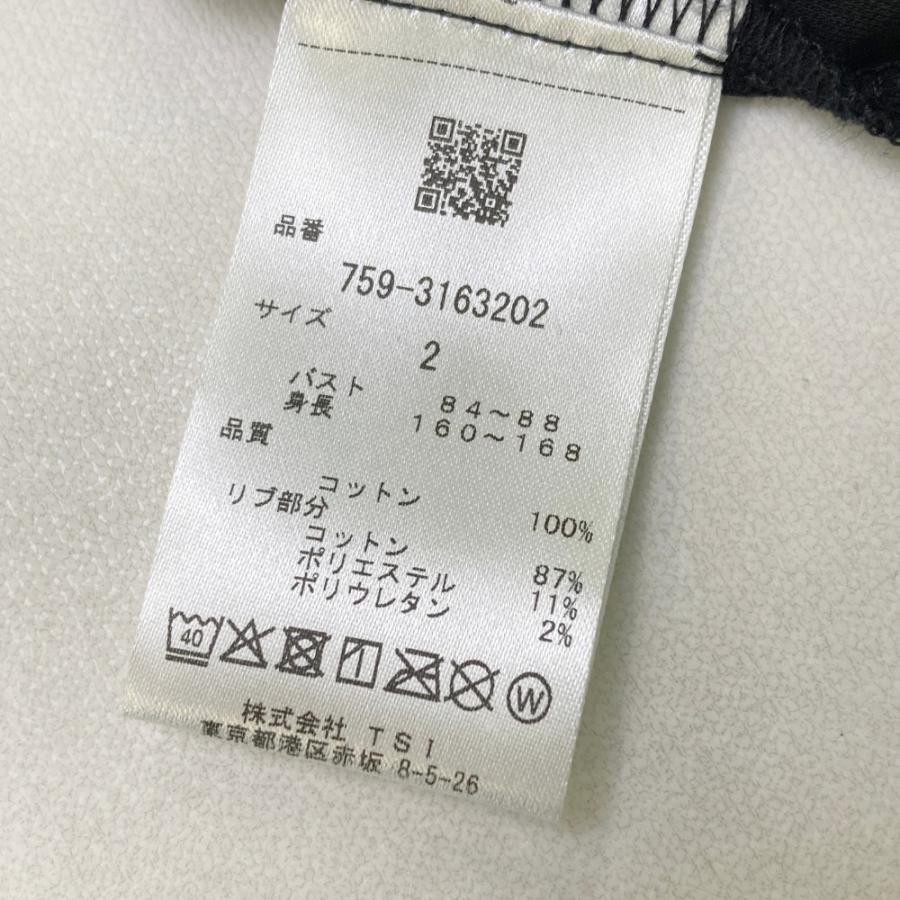 品番
759-3163202
サイズ
2
バスト 84～88
身長 160～168
品質
コットン 100%
リブ部分
コットン 87%
ポリエステル 11%
ポリウレタン 2%
40 W
株式会社 TSI
東京都港区赤坂 8-5-26